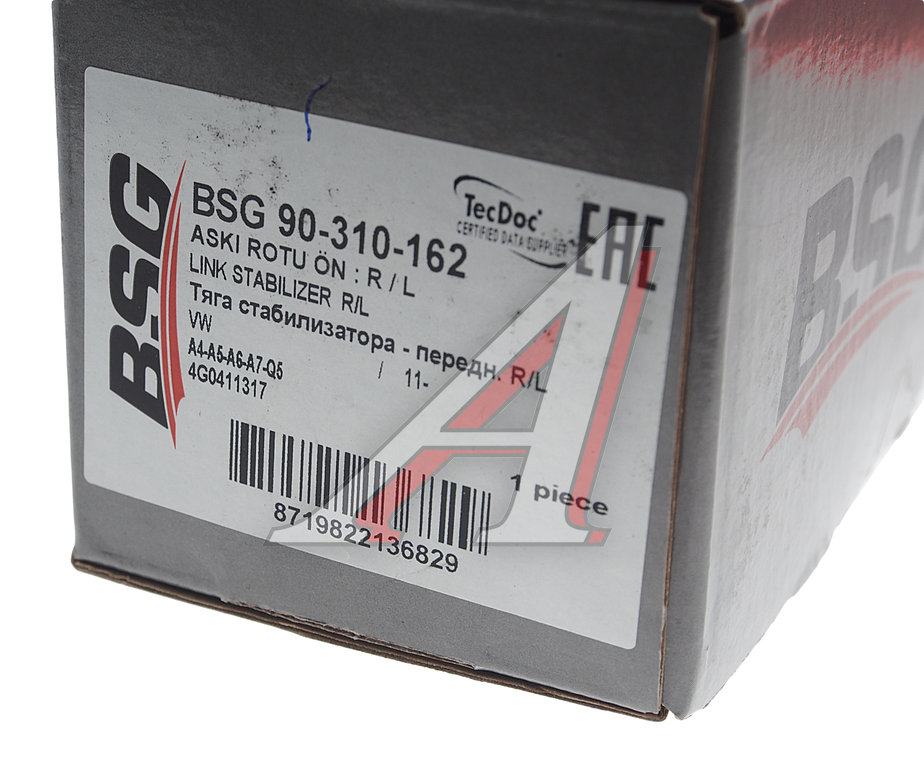 BSG
BSG 90-310-162
ASKI ROTU ÖN : R / L
LINK STABILIZER R/L
Тяга стабилизатора - передн. R/L
VW
A4-A5-A6-A7-Q5 / 11-
4G0411317
TecDoc
CERTIFIED DATA SUPPLIER
EAC
1 piece
8719822136829
BSG